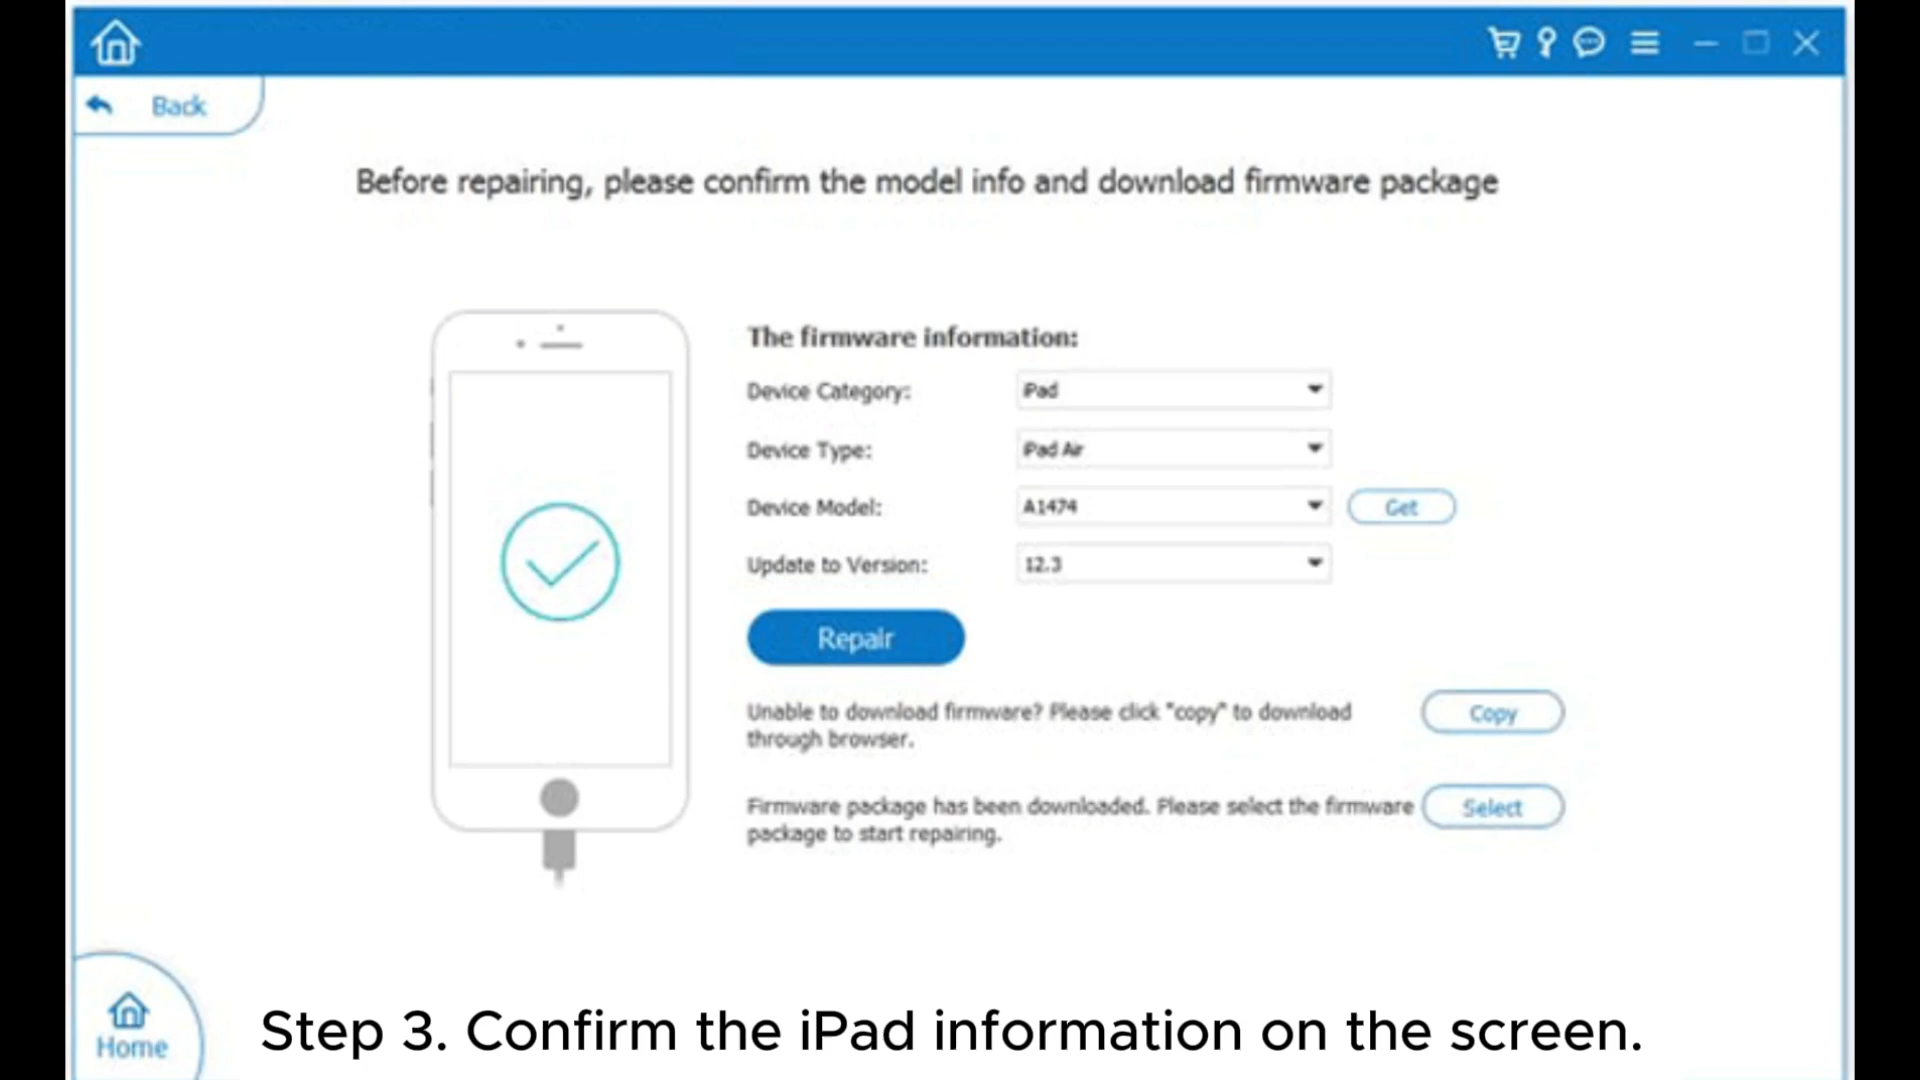 Back
Before repairing, please confirm the model info and download firmware package
The firmware information:
Device Category: iPad
Device Type: iPad Air
Device Model: A1474 Get
Update to Version: 12.3
Repair
Unable to download firmware? Please click "copy" to download
through browser.
Copy
Firmware package has been downloaded. Please select the firmware
package to start repairing.
Select
Home
Step 3. Confirm the iPad information on the screen.